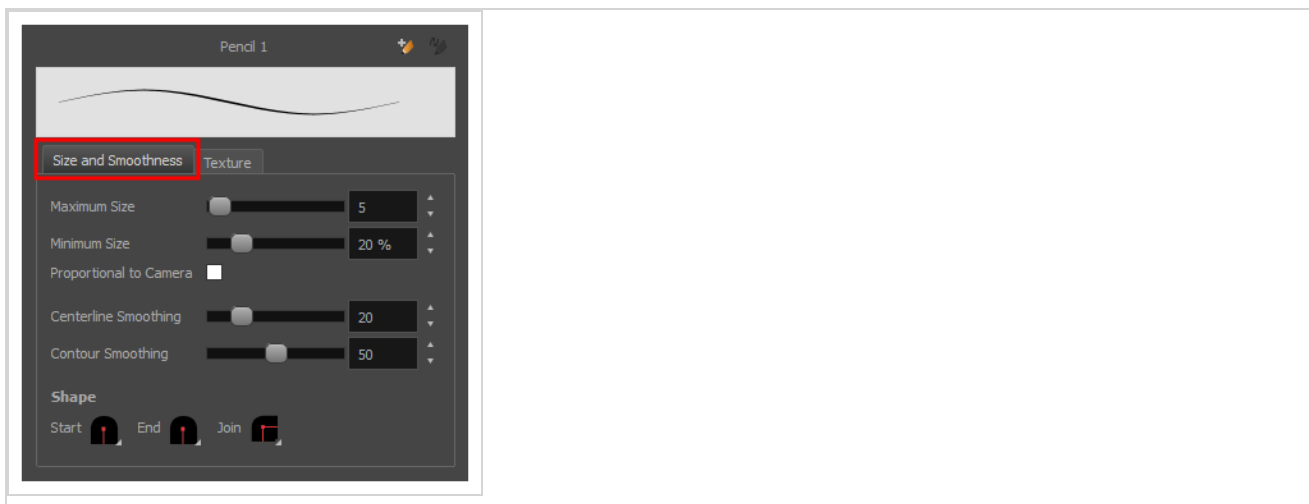 Pencil 1
Size and Smoothness Texture
Maximum Size 5
Minimum Size 20 %
Proportional to Camera
Centerline Smoothing 20
Contour Smoothing 50
Shape
Start End Join